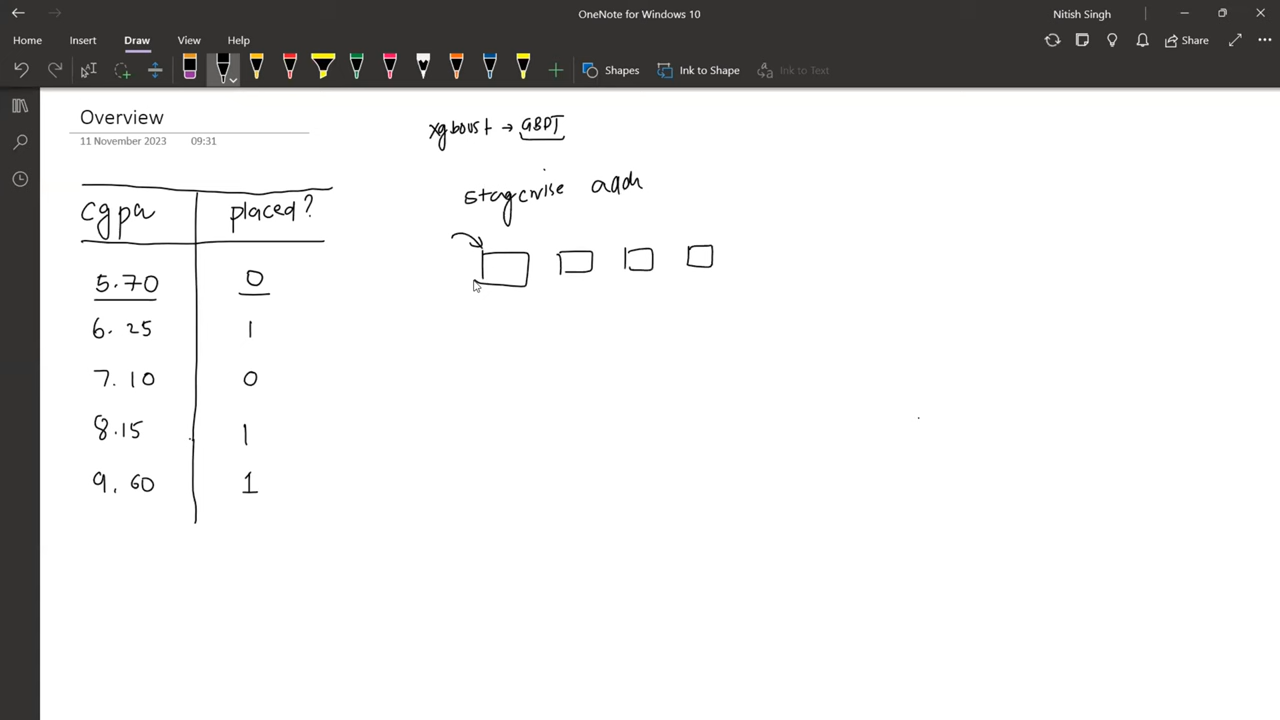 OneNote for Windows 10
Nitish Singh
Home Insert Draw View Help
Share
Shapes Ink to Shape Ink to Text
Overview
11 November 2023 09:31
xgboost → GBDT
stagewise addi
cgpa placed?
5.70 0
6.25 1
7.10 0
8.15 1
9.60 1